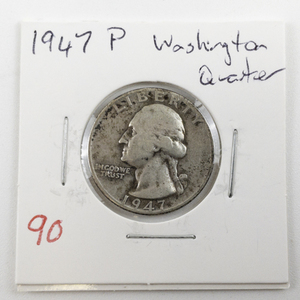 1947 P Washington
Quarter
LIBERTY
IN GOD WE
TRUST
1947
90